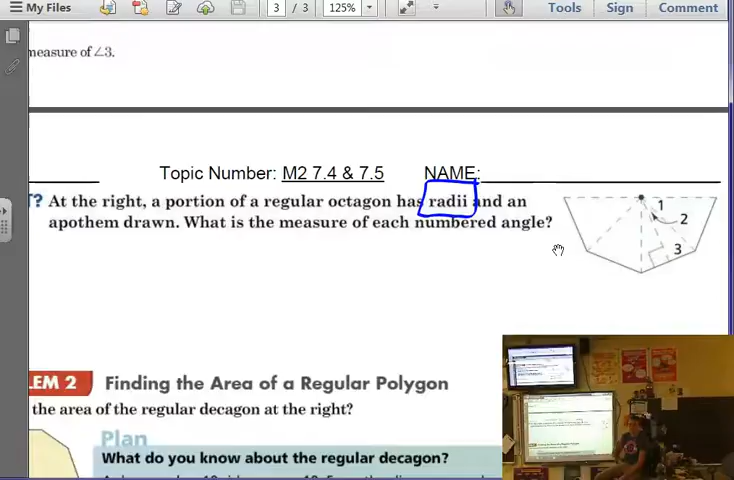 My Files
3 / 3
125%
Tools
Sign
Comment
measure of ∠3.
Topic Number: M2 7.4 & 7.5 NAME:
T? At the right, a portion of a regular octagon has radii and an
apothem drawn. What is the measure of each numbered angle?
1
2
3
LEM 2 Finding the Area of a Regular Polygon
the area of the regular decagon at the right?
Plan
What do you know about the regular decagon?